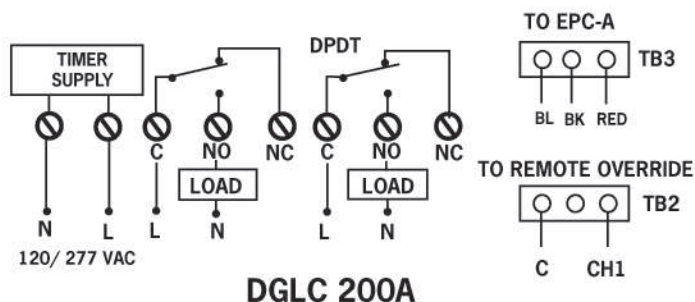 TO EPC-A
DPDT
TIMER
SUPPLY
TB3
BL BK RED
C NO NC C NO NC
TO REMOTE OVERRIDE
LOAD LOAD
TB2
N L L N L N
120/ 277 VAC
C CH1
DGLC 200A